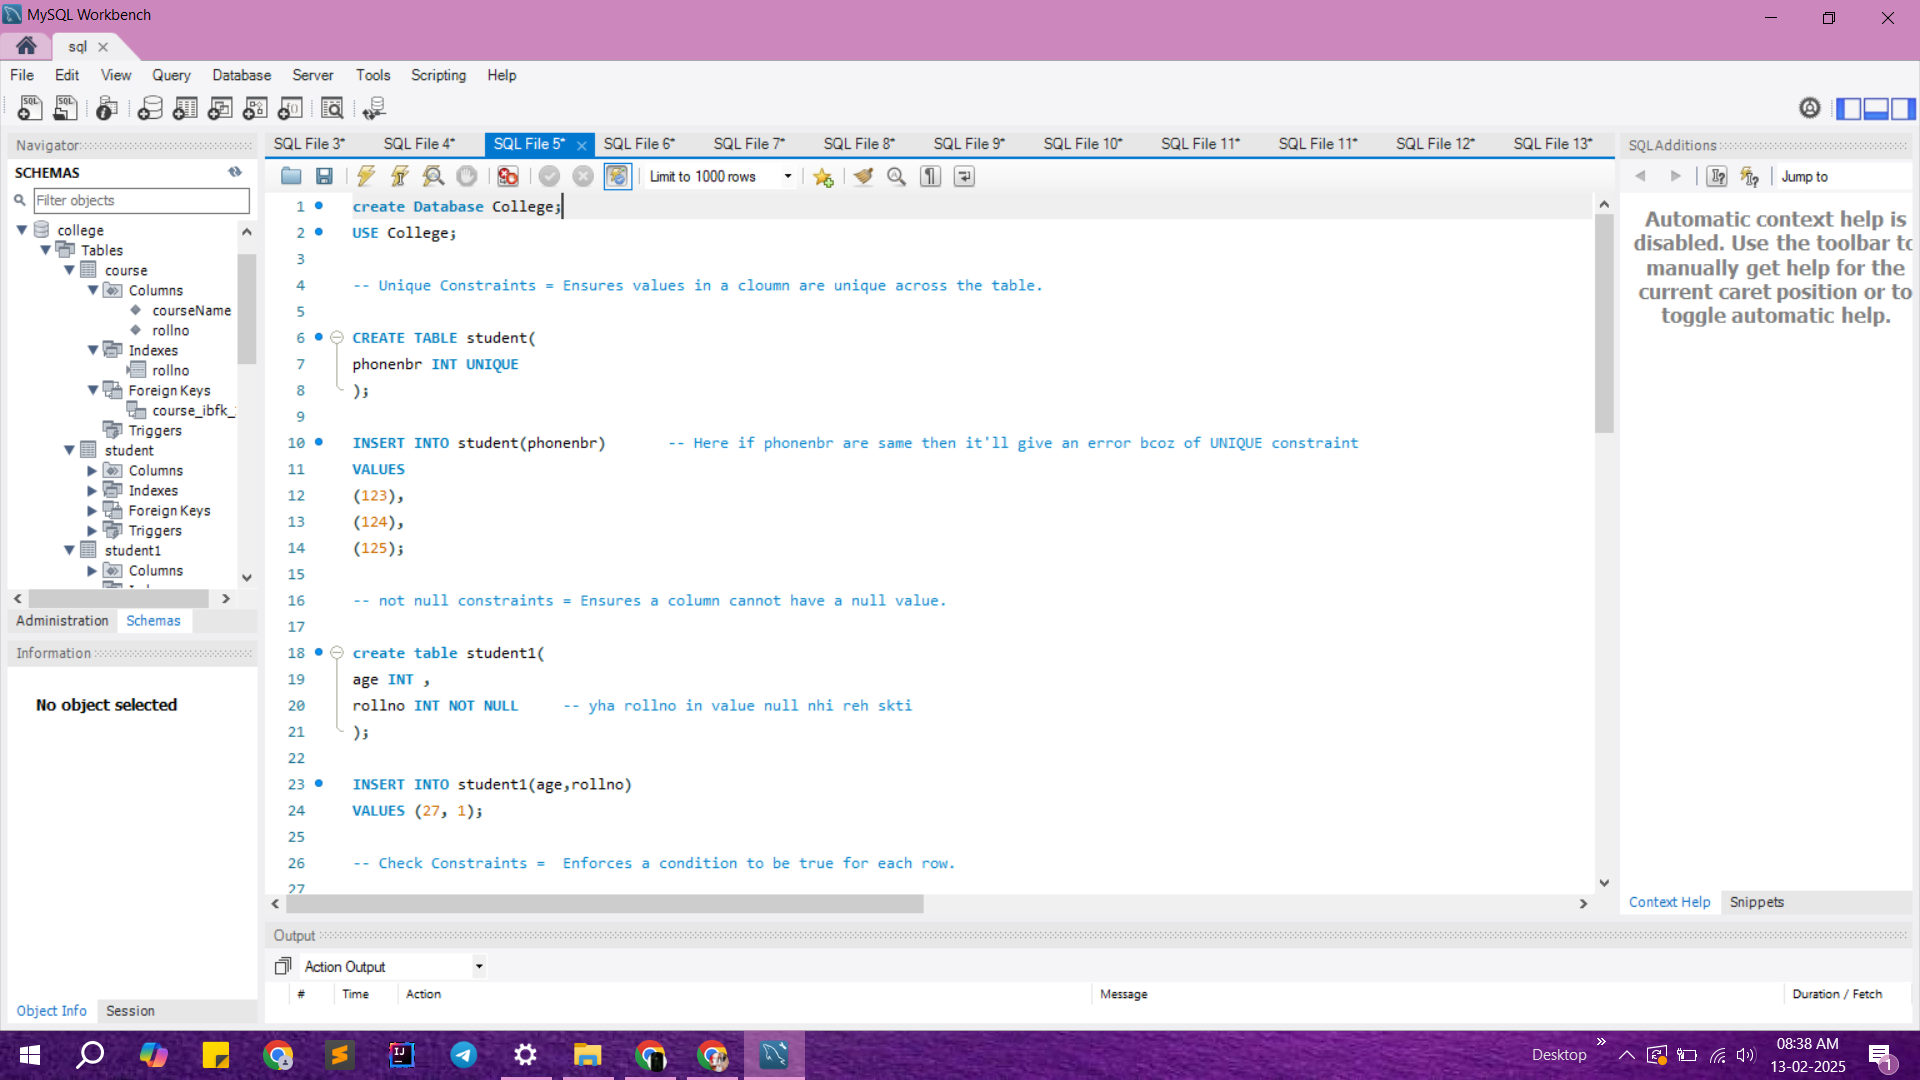 MySQL Workbench
sql
File Edit View Query Database Server Tools Scripting Help
Navigator
SCHEMAS
Filter objects
college
Tables
course
Columns
courseName
rollno
Indexes
rollno
Foreign Keys
course_ibfk_
Triggers
student
Columns
Indexes
Foreign Keys
Triggers
student1
Columns
Administration Schemas
Information
No object selected
Object Info Session
SQL File 3* SQL File 4* SQL File 5* SQL File 6* SQL File 7* SQL File 8* SQL File 9* SQL File 10* SQL File 11* SQL File 11* SQL File 12* SQL File 13*
Limit to 1000 rows
1 create Database College;
2 USE College;
3
4 -- Unique Constraints = Ensures values in a cloumn are unique across the table.
5
6 CREATE TABLE student(
7 phonenbr INT UNIQUE
8 );
9
10 INSERT INTO student(phonenbr) -- Here if phonenbr are same then it'll give an error bcoz of UNIQUE constraint
11 VALUES
12 (123),
13 (124),
14 (125);
15
16 -- not null constraints = Ensures a column cannot have a null value.
17
18 create table student1(
19 age INT ,
20 rollno INT NOT NULL -- yha rollno in value null nhi reh skti
21 );
22
23 INSERT INTO student1(age,rollno)
24 VALUES (27, 1);
25
26 -- Check Constraints = Enforces a condition to be true for each row.
27
Output
Action Output
# Time Action Message Duration / Fetch
SQLAdditions
Jump to
Automatic context help is
disabled. Use the toolbar to
manually get help for the
current caret position or to
toggle automatic help.
Context Help Snippets
Desktop
08:38 AM
13-02-2025
1